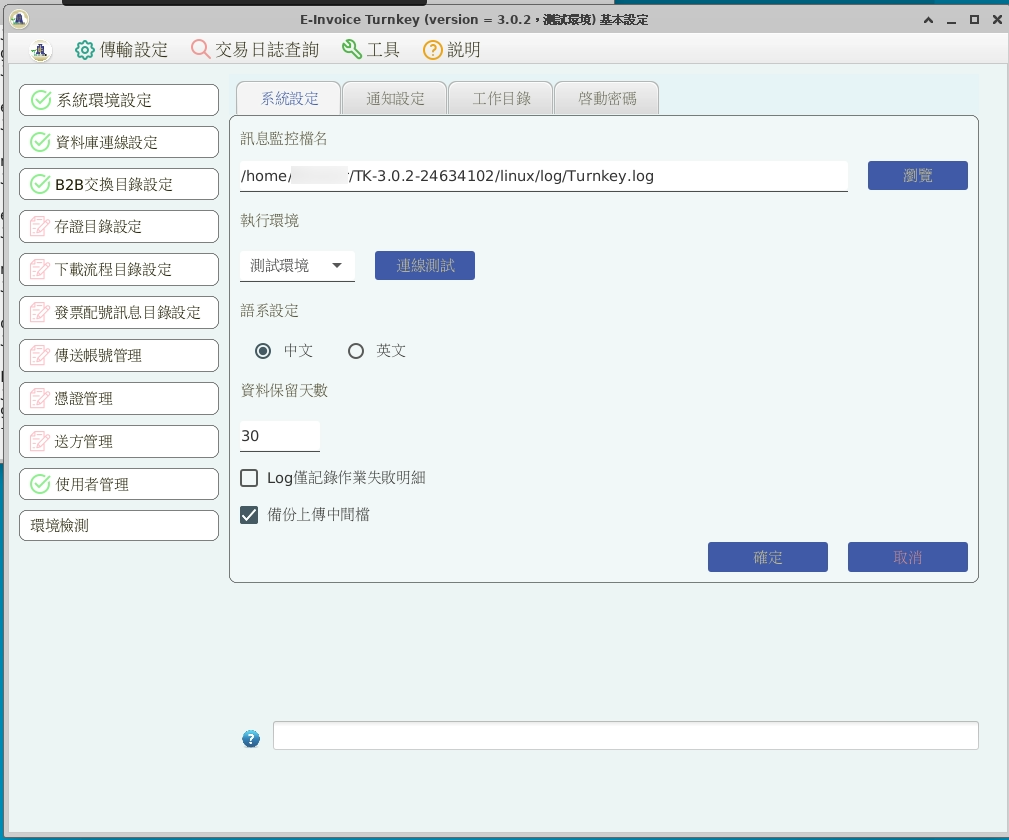 E-Invoice Turnkey (version = 3.0.2，測試環境) 基本設定
傳輸設定 交易日誌查詢 工具 說明
系統環境設定
資料庫連線設定
B2B交換目錄設定
存證目錄設定
下載流程目錄設定
發票配號訊息目錄設定
傳送帳號管理
憑證管理
送方管理
使用者管理
環境檢測
系統設定 通知設定 工作目錄 啓動密碼
訊息監控檔名
/home/ /TK-3.0.2-24634102/linux/log/Turnkey.log 瀏覽
執行環境
測試環境 連線測試
語系設定
中文 英文
資料保留天數
30
Log僅記錄作業失敗明細
備份上傳中間檔
確定 取消
?